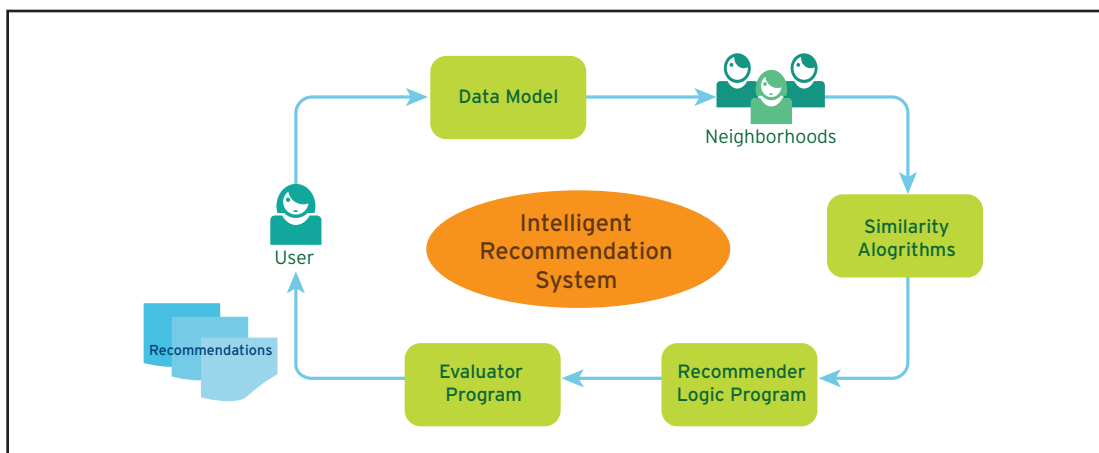 Data Model
Neighborhoods
User
Intelligent
Recommendation
System
Similarity
Alogrithms
Recommendations
Evaluator
Program
Recommender
Logic Program